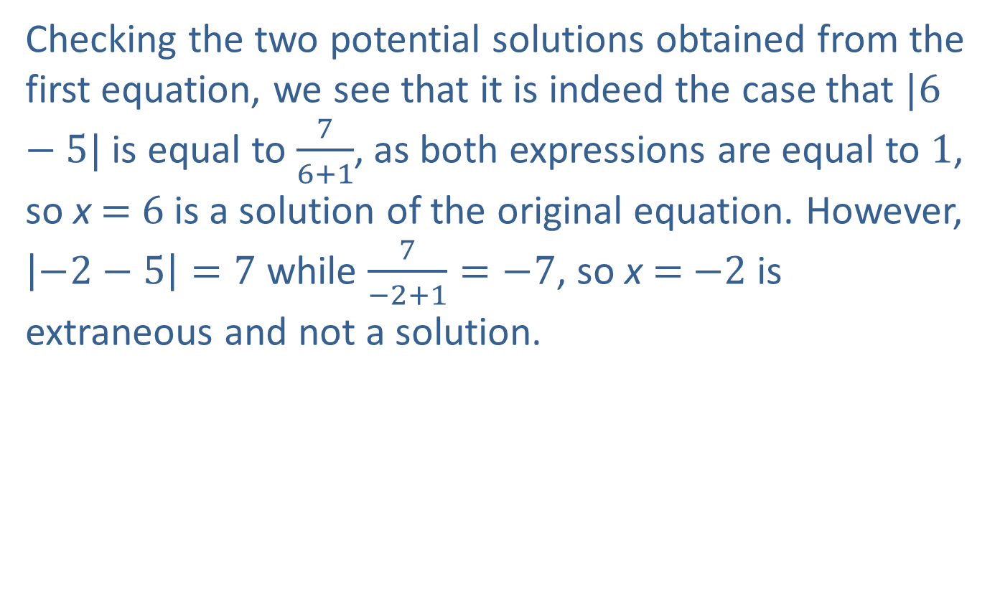 Checking the two potential solutions obtained from the
first equation, we see that it is indeed the case that |6
− 5| is equal to 7/(6+1), as both expressions are equal to 1,
so x = 6 is a solution of the original equation. However,
|−2 − 5| = 7 while 7/(−2+1) = −7, so x = −2 is
extraneous and not a solution.